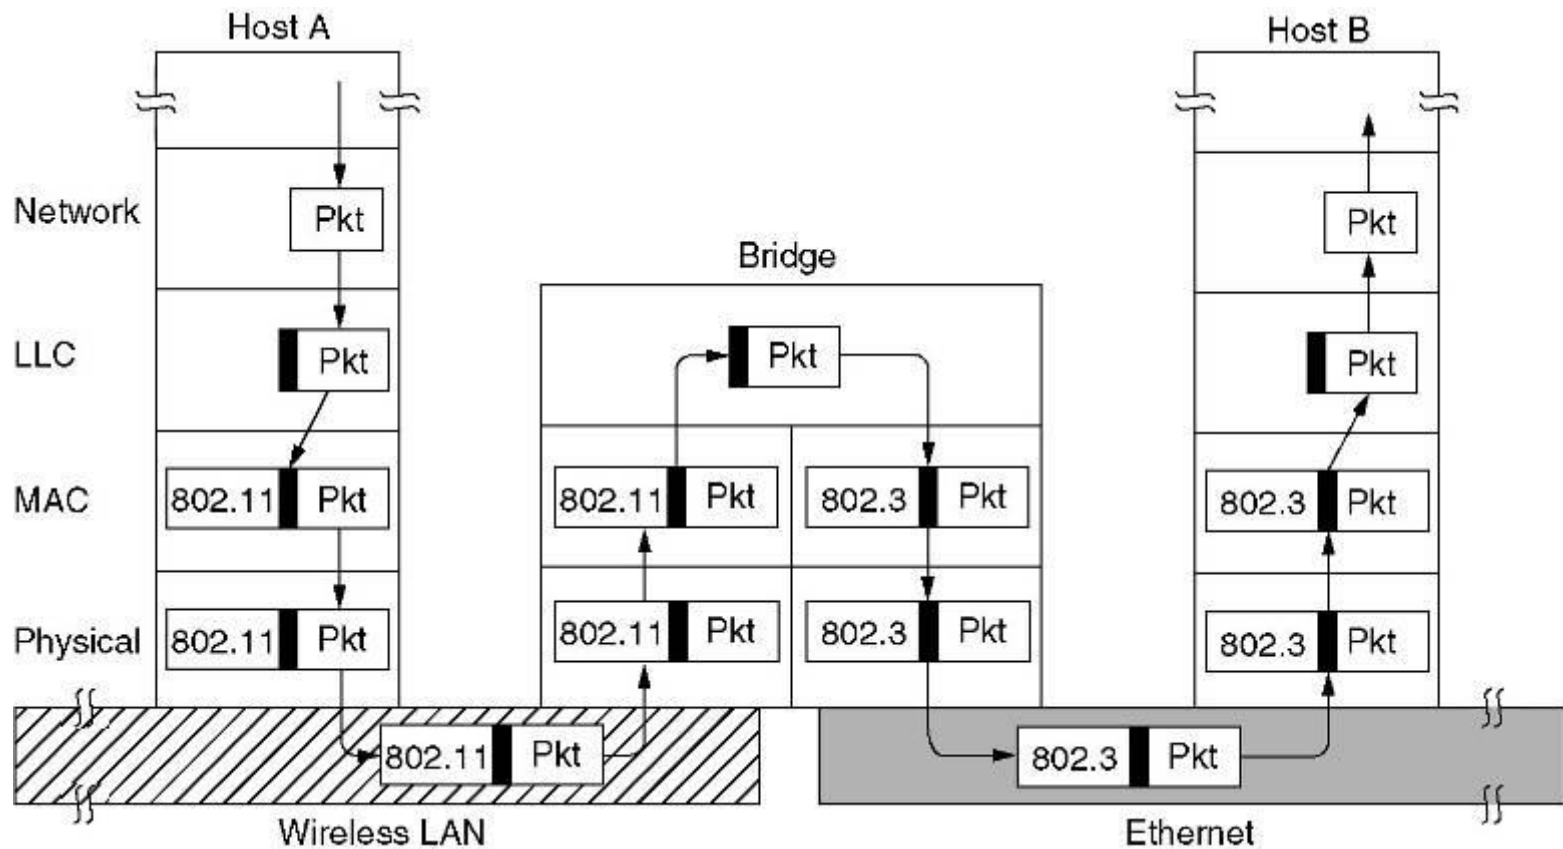 Host A
Host B
Network
Pkt
Pkt
Bridge
LLC
Pkt
Pkt
Pkt
MAC
802.11 Pkt
802.11 Pkt
802.3 Pkt
802.3 Pkt
Physical
802.11 Pkt
802.11 Pkt
802.3 Pkt
802.3 Pkt
802.11 Pkt
802.3 Pkt
Wireless LAN
Ethernet